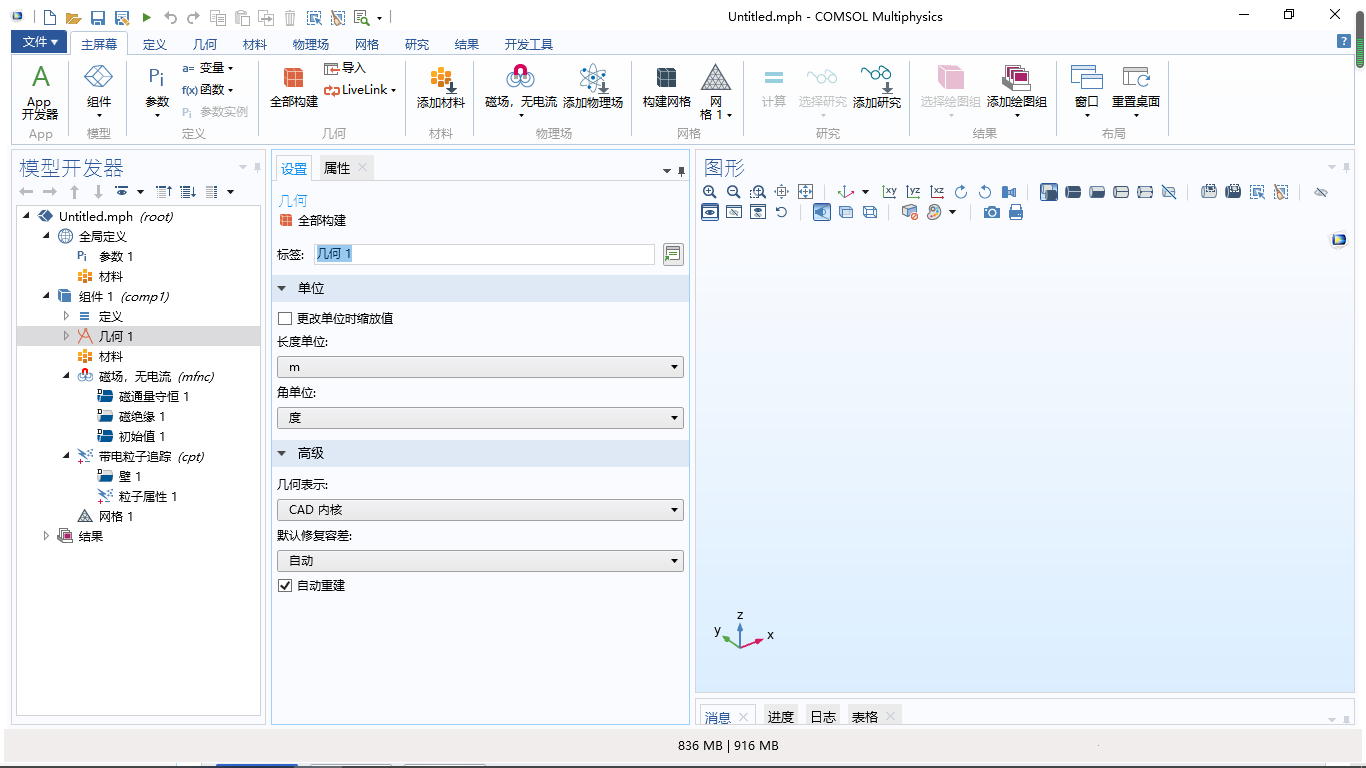 Untitled.mph - COMSOL Multiphysics
文件 主屏幕 定义 几何 材料 物理场 网格 研究 结果 开发工具
App 开发器
App
组件
模型
Pi 参数
a= 变量
f(x) 函数
Pi 参数实例
定义
全部构建
导入
LiveLink
几何
添加材料
材料
磁场，无电流
添加物理场
物理场
构建网格
网格 1
网格
计算
选择研究
添加研究
研究
选择绘图组
添加绘图组
结果
窗口
重置桌面
布局
模型开发器
Untitled.mph (root)
全局定义
Pi 参数 1
材料
组件 1 (comp1)
定义
几何 1
材料
磁场，无电流 (mfnc)
磁通量守恒 1
磁绝缘 1
初始值 1
带电粒子追踪 (cpt)
壁 1
粒子属性 1
网格 1
结果
设置 属性
几何
全部构建
标签: 几何 1
单位
更改单位时缩放值
长度单位:
m
角单位:
度
高级
几何表示:
CAD 内核
默认修复容差:
自动
自动重建
图形
xy yz xz
z
y x
消息 进度 日志 表格
836 MB | 916 MB